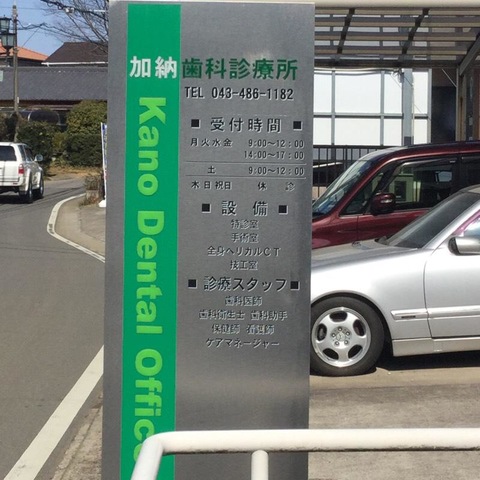 加納歯科診療所
TEL 043-486-1182
Kano Dental Office
■ 受付時間 ■
月火水金 9:00〜12:00
14:00〜17:00
土 9:00〜12:00
木日祝日 休 診
■ 設 備 ■
特診室
手術室
全身ヘリカルCT
技工室
■診療スタッフ■
歯科医師
歯科衛生士 歯科助手
保健師 看護師
ケアマネージャー